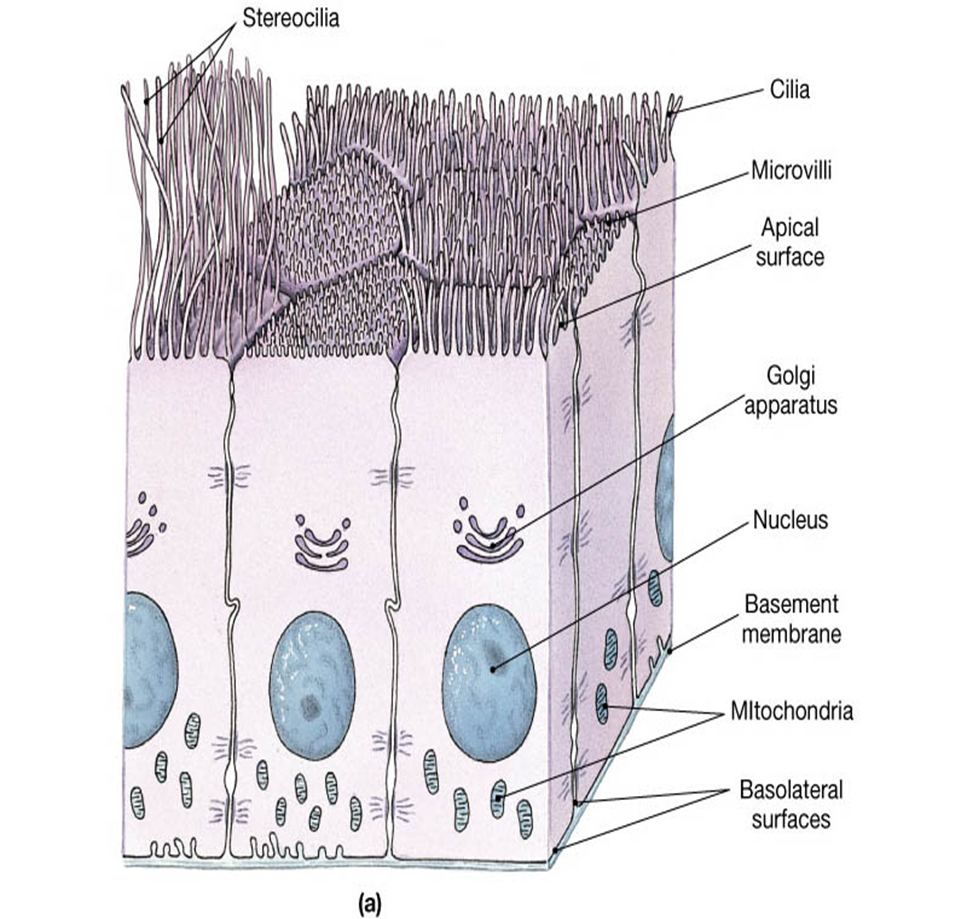 Stereocilia
Cilia
Microvilli
Apical
surface
Golgi
apparatus
Nucleus
Basement
membrane
MItochondria
Basolateral
surfaces
(a)